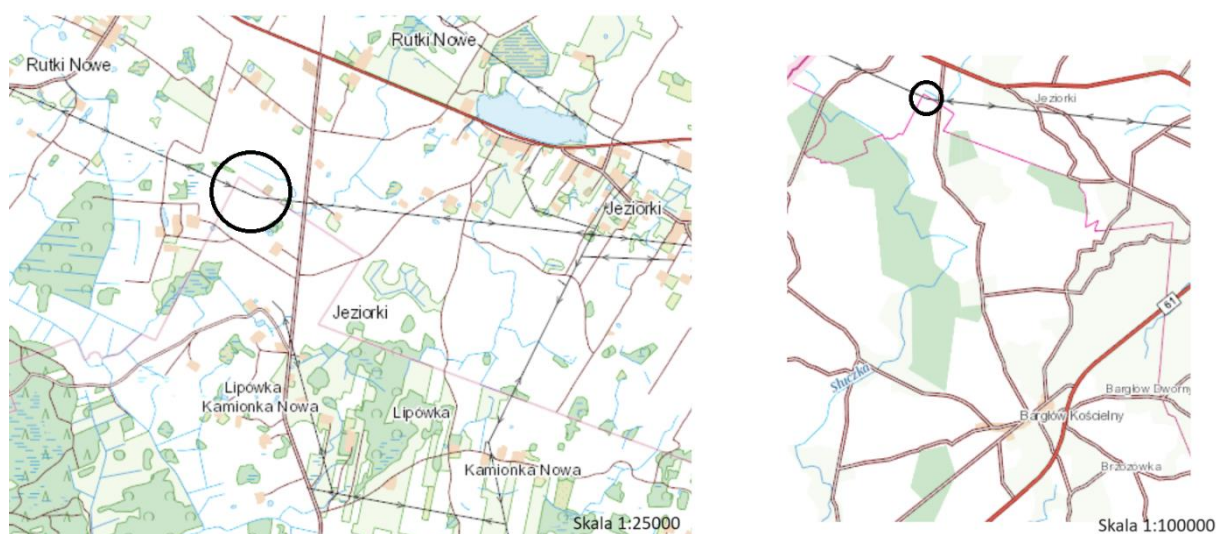 Rutki Nowe
Rutki Nowe
Jeziorki
Jeziorki
Lipówka
Kamionka Nowa
Lipówka
Kamionka Nowa
Skala 1:25000
Jeziorki
61
Słuczka
Bargłów Dworny
Bargłów Kościelny
Brzozówka
Skala 1:100000